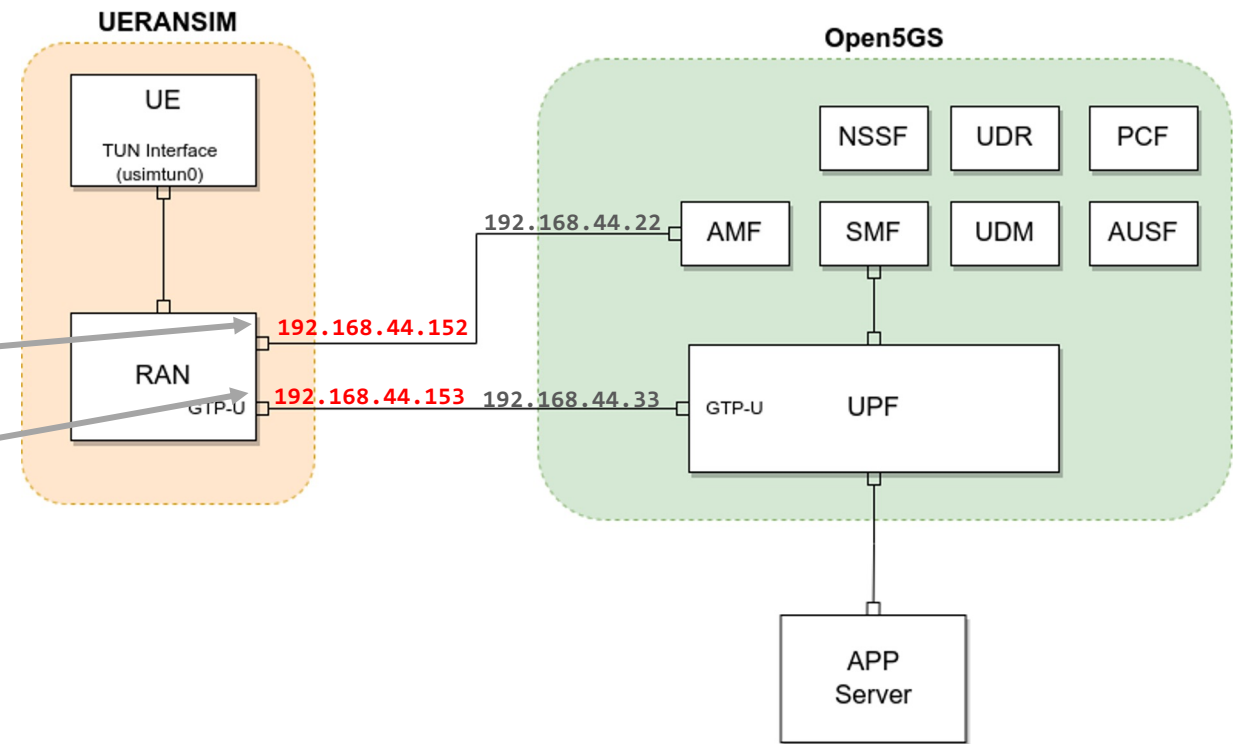 UERANSIM
Open5GS
UE
TUN Interface
(usimtun0)
NSSF
UDR
PCF
192.168.44.22
AMF
SMF
UDM
AUSF
192.168.44.152
RAN
GTP-U
192.168.44.153
192.168.44.33
GTP-U
UPF
APP
Server